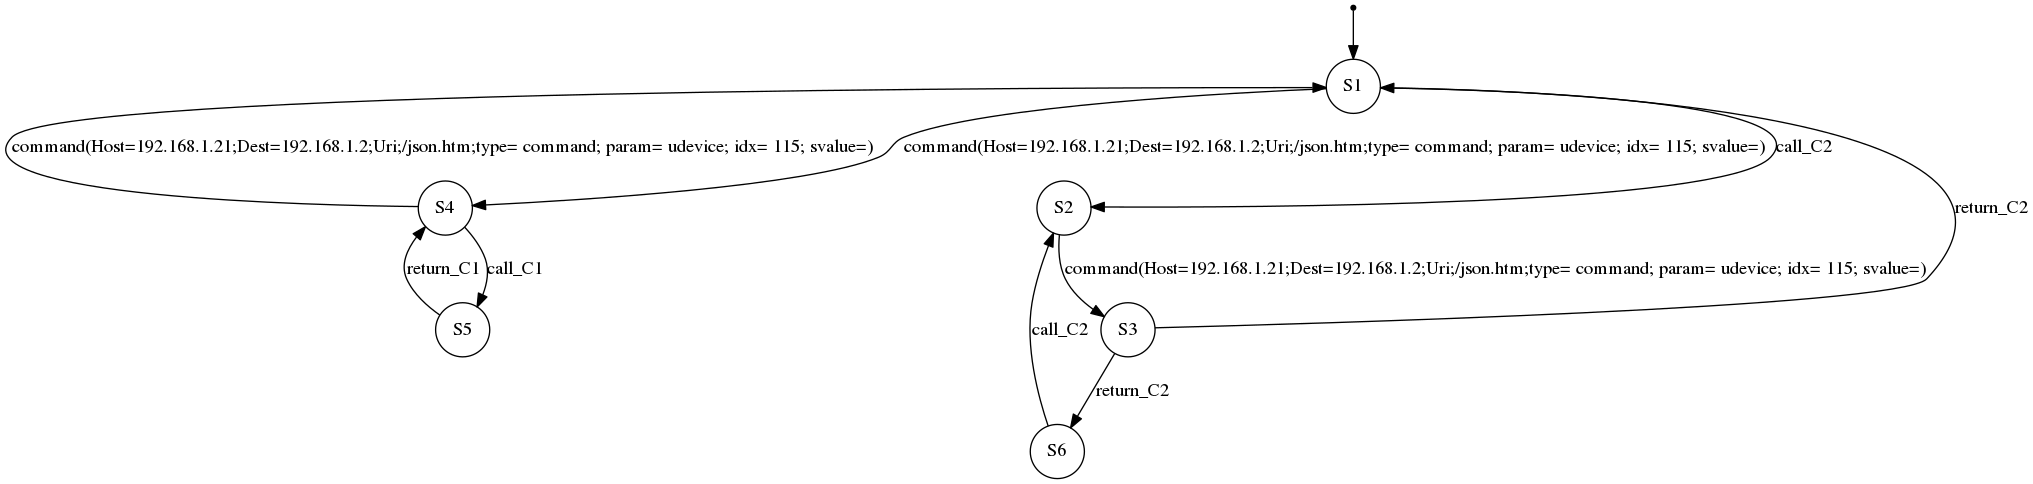 S1
command(Host=192.168.1.21;Dest=192.168.1.2;Uri;/json.htm;type= command; param= udevice; idx= 115; svalue=)
command(Host=192.168.1.21;Dest=192.168.1.2;Uri;/json.htm;type= command; param= udevice; idx= 115; svalue=)
call_C2
S4
S2
return_C2
return_C1
call_C1
command(Host=192.168.1.21;Dest=192.168.1.2;Uri;/json.htm;type= command; param= udevice; idx= 115; svalue=)
S5
call_C2
S3
return_C2
S6